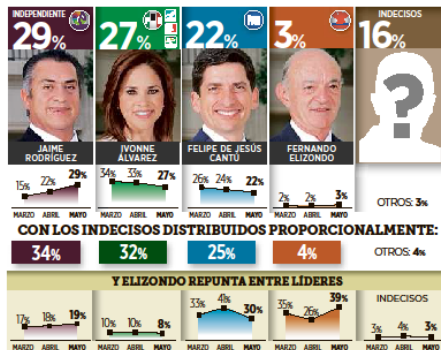 INDEPENDIENTE
29% 27% 22% 3%
INDECISOS
16%
JAIME RODRÍGUEZ
IVONNE ÁLVAREZ
FELIPE DE JESÚS CANTÚ
FERNANDO ELIZONDO
15% 22% 29%
34% 33% 27%
26% 24% 22%
2% 2% 3%
OTROS: 3%
MARZO ABRIL MAYO MARZO ABRIL MAYO MARZO ABRIL MAYO MARZO ABRIL MAYO
CON LOS INDECISOS DISTRIBUIDOS PROPORCIONALMENTE:
34% 32% 25% 4% OTROS: 4%
Y ELIZONDO REPUNTA ENTRE LÍDERES
INDECISOS
17% 18% 19%
10% 10% 8%
33% 41% 30%
35% 26% 39%
3% 4% 3%
MARZO ABRIL MAYO MARZO ABRIL MAYO MARZO ABRIL MAYO MARZO ABRIL MAYO MARZO ABRIL MAYO